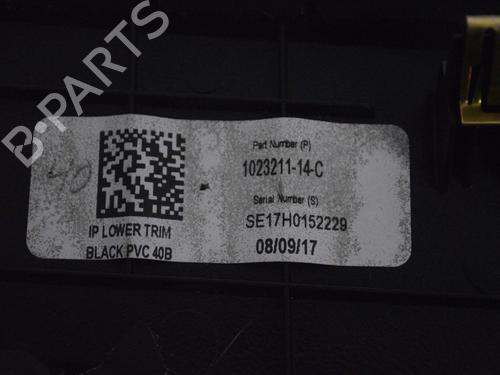 B-PARTS
Part Number (P)
1023211-14-C
Serial Number (S)
SE17H0152229
08/09/17
IP LOWER TRIM
BLACK PVC 40B